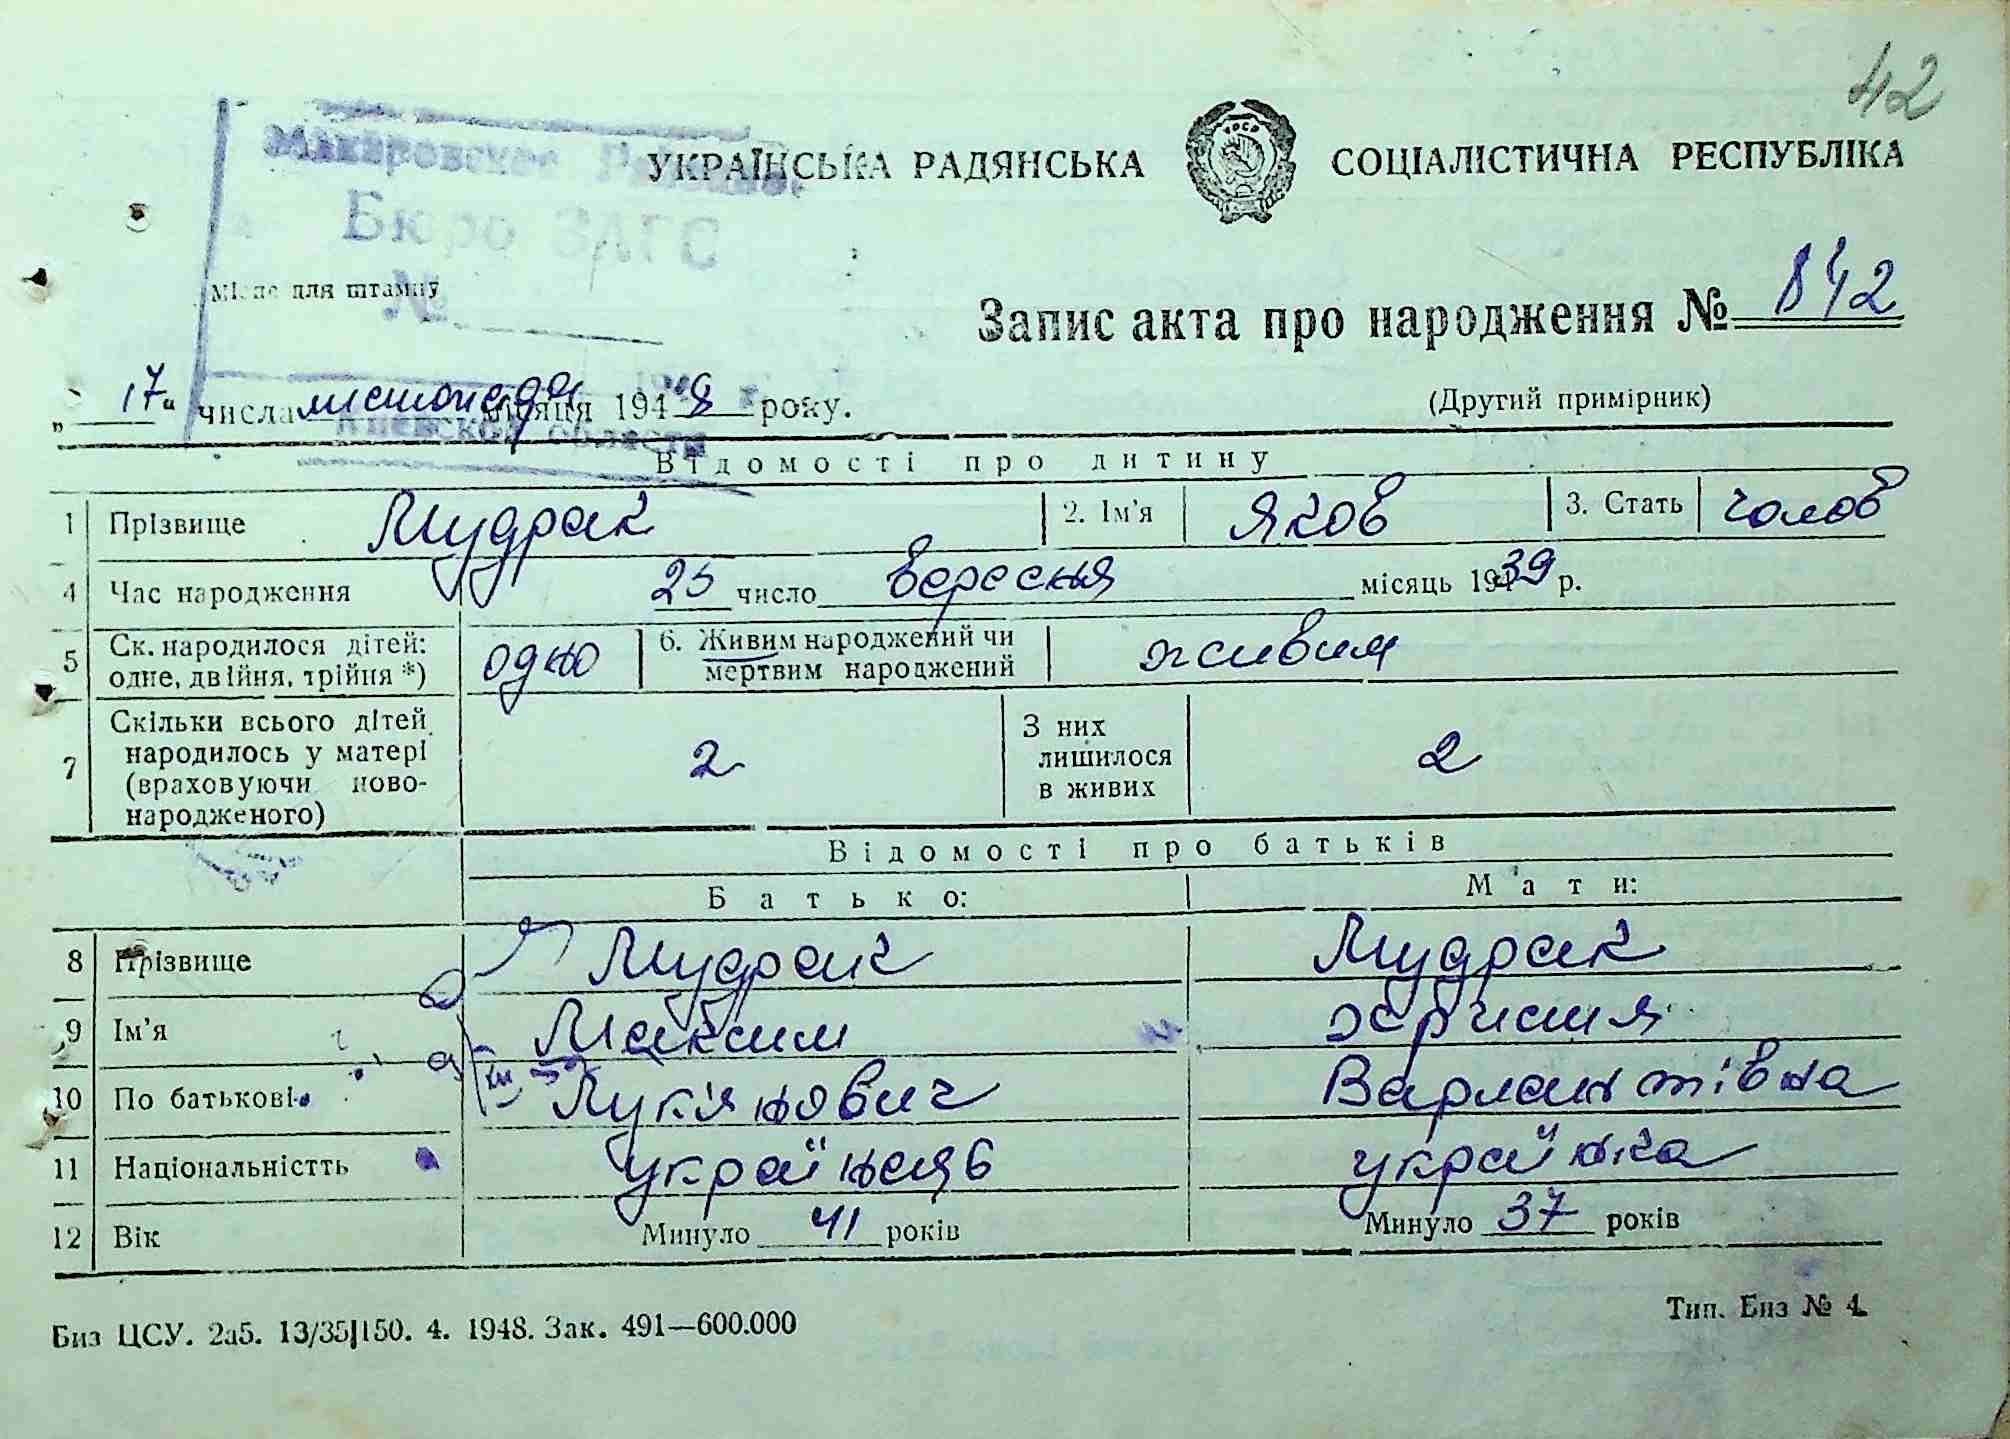 42
Макаровское
УКРАЇНСЬКА РАДЯНСЬКА СОЦІАЛІСТИЧНА РЕСПУБЛІКА
Бюро ЗАГС
Місце для штампу
№
Запис акта про народження № 842
„17“ числа листопада місяця 1948 року.
(Другий примірник)
Киевской области
Відомості про дитину
1 Прізвище Мудрак 2. Ім'я Яков 3. Стать чолов
4 Час народження 25 число вересня місяць 1939 р.
5 Ск. народилося дітей: одне, двійня, трійня *) одно 6. Живим народжений чи мертвим народжений живим
7 Скільки всього дітей народилось у матері (враховуючи новонародженого) 2 З них лишилося в живих 2
Відомості про батьків
Батько: Мати:
8 Прізвище Мудрак Мудрак
9 Ім'я Максим
10 По батькові Лук'янович Варлантівна
11 Національністть українець українка
12 Вік Минуло 41 років Минуло 37 років
Биз ЦСУ. 2а5. 13/35|150. 4. 1948. Зак. 491—600.000
Тип. Биз № 4.